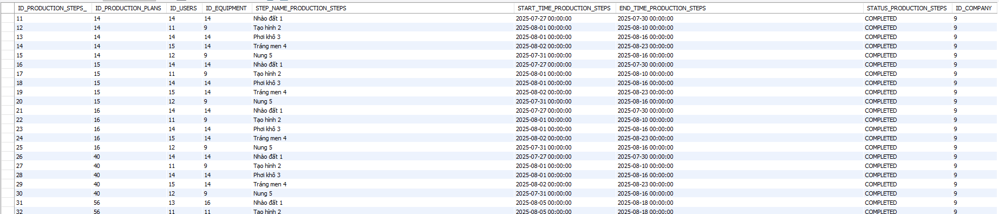 ID_PRODUCTION_STEPS_ ID_PRODUCTION_PLANS ID_USERS ID_EQUIPMENT STEP_NAME_PRODUCTION_STEPS START_TIME_PRODUCTION_STEPS END_TIME_PRODUCTION_STEPS STATUS_PRODUCTION_STEPS ID_COMPANY
11 14 14 14 Nhào đất 1 2025-07-27 00:00:00 2025-07-30 00:00:00 COMPLETED 9
12 14 11 9 Tạo hình 2 2025-08-01 00:00:00 2025-08-10 00:00:00 COMPLETED 9
13 14 14 14 Phơi khô 3 2025-08-01 00:00:00 2025-08-16 00:00:00 COMPLETED 9
14 14 15 14 Tráng men 4 2025-08-02 00:00:00 2025-08-23 00:00:00 COMPLETED 9
15 14 12 9 Nung 5 2025-07-31 00:00:00 2025-08-16 00:00:00 COMPLETED 9
16 15 14 14 Nhào đất 1 2025-07-27 00:00:00 2025-07-30 00:00:00 COMPLETED 9
17 15 11 9 Tạo hình 2 2025-08-01 00:00:00 2025-08-10 00:00:00 COMPLETED 9
18 15 14 14 Phơi khô 3 2025-08-01 00:00:00 2025-08-16 00:00:00 COMPLETED 9
19 15 15 14 Tráng men 4 2025-08-02 00:00:00 2025-08-23 00:00:00 COMPLETED 9
20 15 12 9 Nung 5 2025-07-31 00:00:00 2025-08-16 00:00:00 COMPLETED 9
21 16 14 14 Nhào đất 1 2025-07-27 00:00:00 2025-07-30 00:00:00 COMPLETED 9
22 16 11 9 Tạo hình 2 2025-08-01 00:00:00 2025-08-10 00:00:00 COMPLETED 9
23 16 14 14 Phơi khô 3 2025-08-01 00:00:00 2025-08-16 00:00:00 COMPLETED 9
24 16 15 14 Tráng men 4 2025-08-02 00:00:00 2025-08-23 00:00:00 COMPLETED 9
25 16 12 9 Nung 5 2025-07-31 00:00:00 2025-08-16 00:00:00 COMPLETED 9
26 40 14 14 Nhào đất 1 2025-07-27 00:00:00 2025-07-30 00:00:00 COMPLETED 9
27 40 11 9 Tạo hình 2 2025-08-01 00:00:00 2025-08-10 00:00:00 COMPLETED 9
28 40 14 14 Phơi khô 3 2025-08-01 00:00:00 2025-08-16 00:00:00 COMPLETED 9
29 40 15 14 Tráng men 4 2025-08-02 00:00:00 2025-08-23 00:00:00 COMPLETED 9
30 40 12 9 Nung 5 2025-07-31 00:00:00 2025-08-16 00:00:00 COMPLETED 9
31 56 13 16 Nhào đất 1 2025-08-05 00:00:00 2025-08-18 00:00:00 COMPLETED 9
32 56 11 11 Tạo hình 2 2025-08-05 00:00:00 2025-08-18 00:00:00 COMPLETED 9